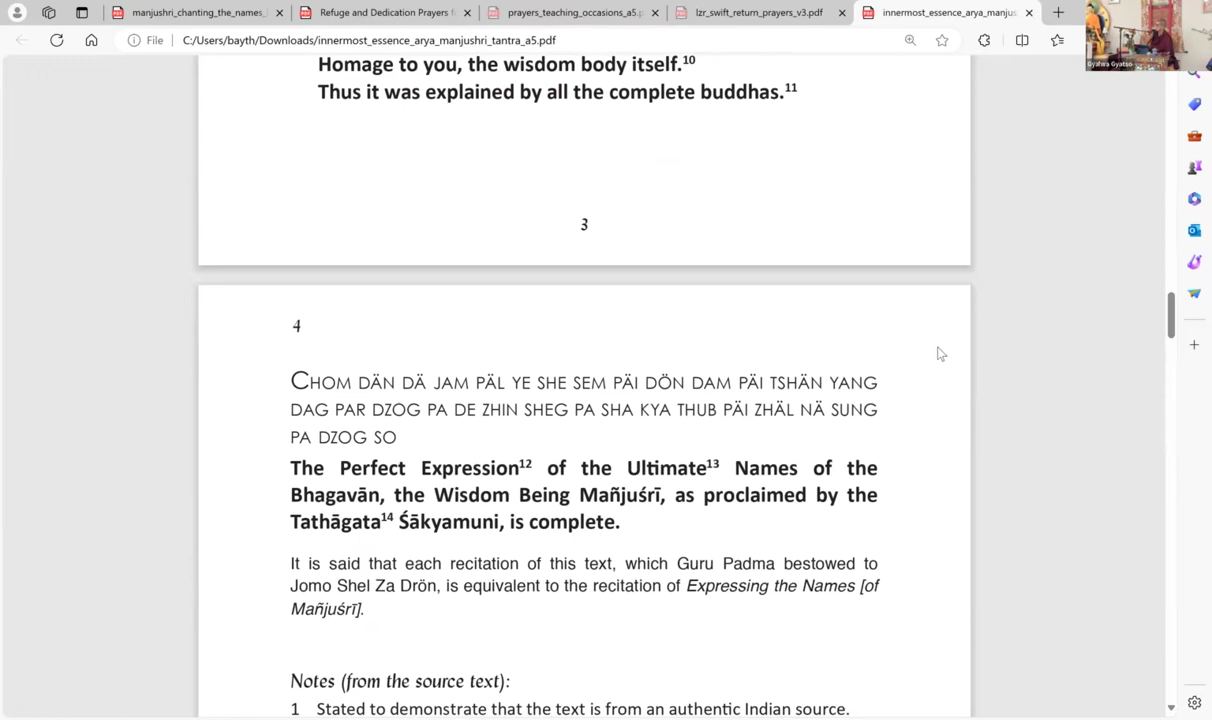 manjushri_chanting_the_names_
Refuge and Dedication Prayers f
prayers_teaching_occasions_a5.p
lzr_swift_return_prayers_v3.pdf
innermost_essence_arya_manjus
File
C:/Users/bayth/Downloads/innermost_essence_arya_manjushri_tantra_a5.pdf
Gyalwa Gyatso
Homage to you, the wisdom body itself.10
Thus it was explained by all the complete buddhas.11
3
4
CHOM DÄN DÄ JAM PÄL YE SHE SEM PÄI DÖN DAM PÄI TSHÄN YANG
DAG PAR DZOG PA DE ZHIN SHEG PA SHA KYA THUB PÄI ZHÄL NÄ SUNG
PA DZOG SO
The Perfect Expression12 of the Ultimate13 Names of the
Bhagavān, the Wisdom Being Mañjuśrī, as proclaimed by the
Tathāgata14 Śākyamuni, is complete.
It is said that each recitation of this text, which Guru Padma bestowed to
Jomo Shel Za Drön, is equivalent to the recitation of Expressing the Names [of
Mañjuśrī].
Notes (from the source text):
1 Stated to demonstrate that the text is from an authentic Indian source.